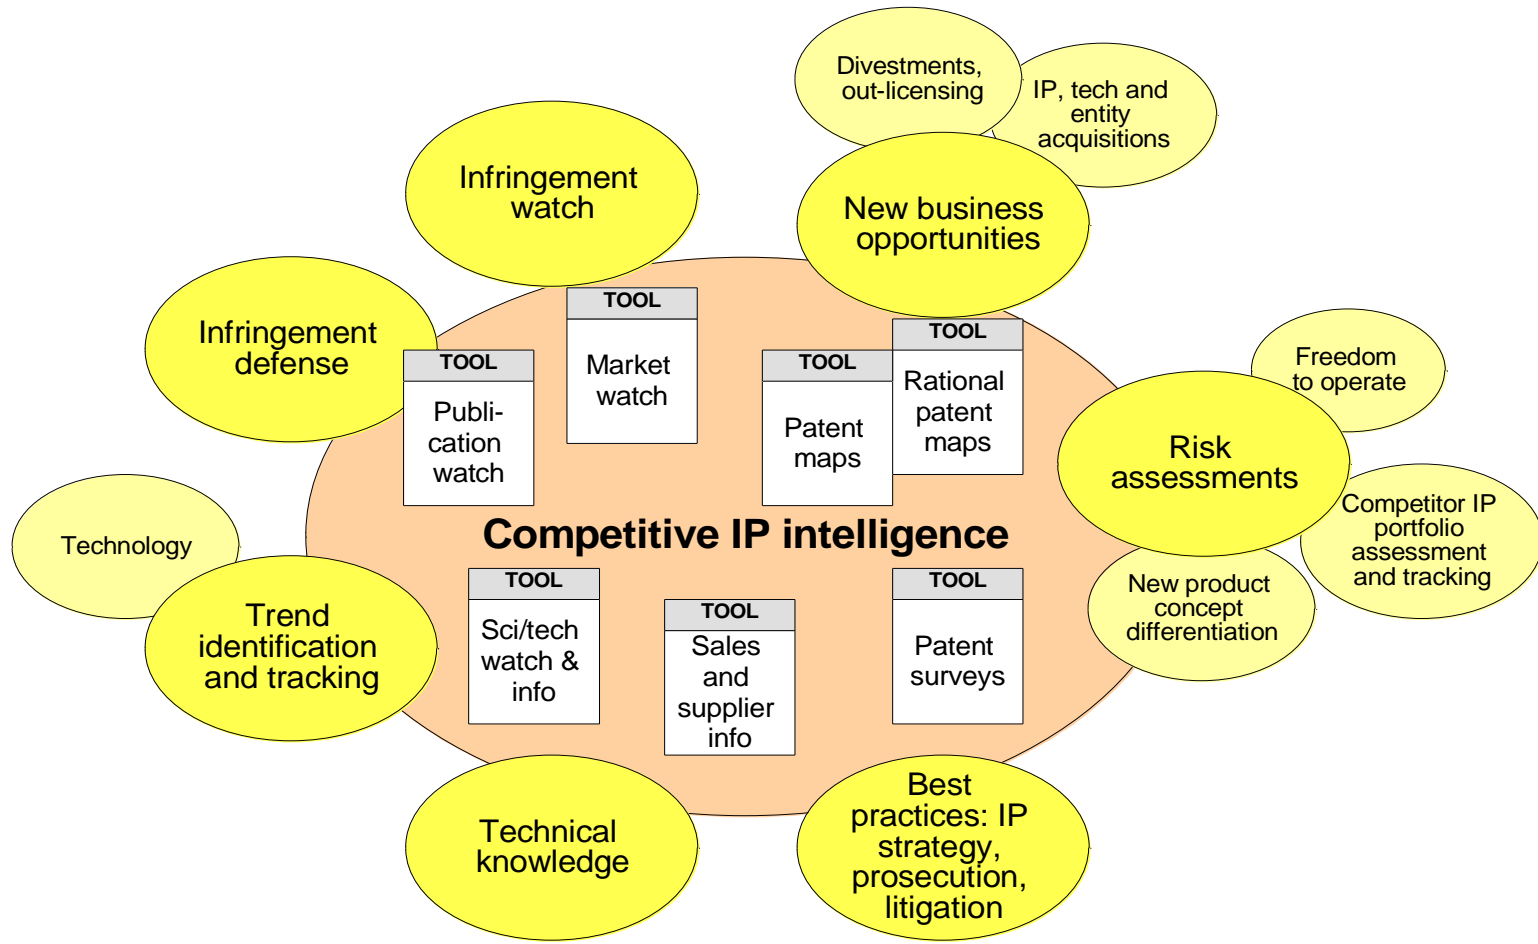 Divestments,
out-licensing
IP, tech and
entity
acquisitions
Infringement
watch
New business
opportunities
Infringement
defense
TOOL
Market
watch
TOOL
Publi-
cation
watch
TOOL
Patent
maps
TOOL
Rational
patent
maps
Freedom
to operate
Risk
assessments
Competitor IP
portfolio
assessment
and tracking
New product
concept
differentiation
Competitive IP intelligence
Technology
Trend
identification
and tracking
TOOL
Sci/tech
watch &
info
TOOL
Sales
and
supplier
info
TOOL
Patent
surveys
Technical
knowledge
Best
practices: IP
strategy,
prosecution,
litigation